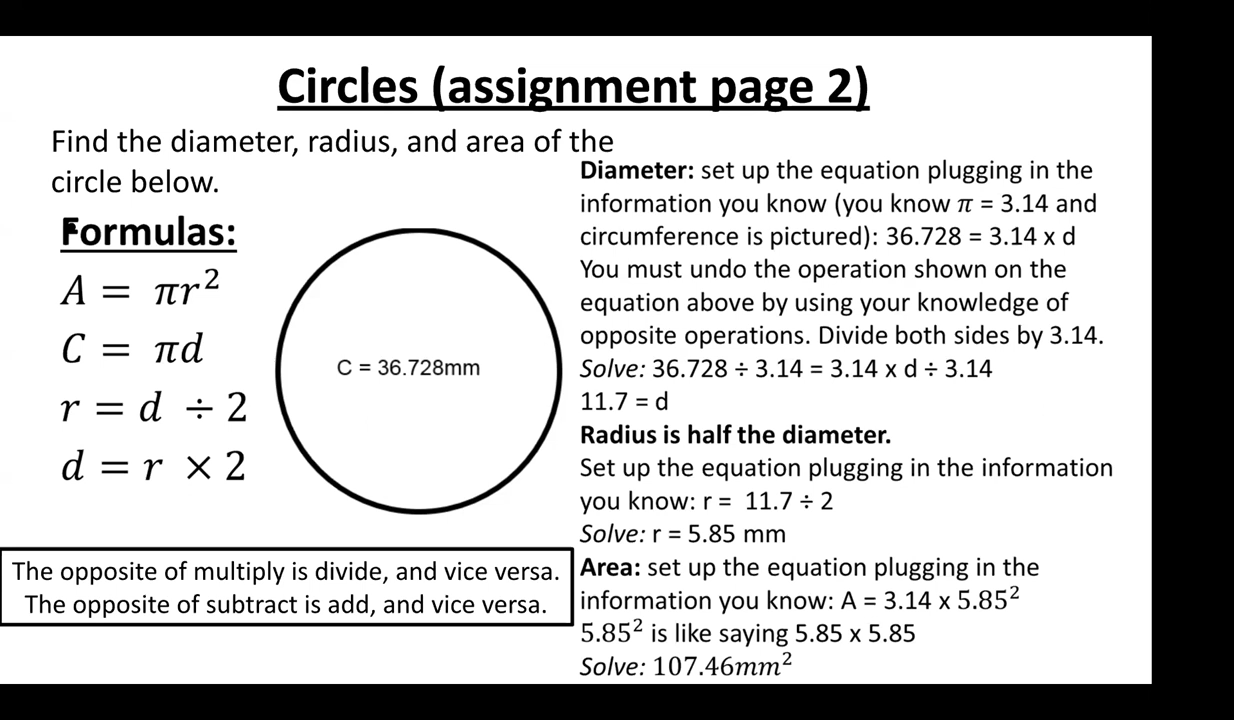 Circles (assignment page 2)
Find the diameter, radius, and area of the
circle below.
Formulas:
A = πr²
C = πd
r = d ÷ 2
d = r × 2
C = 36.728mm
The opposite of multiply is divide, and vice versa.
The opposite of subtract is add, and vice versa.
Diameter: set up the equation plugging in the
information you know (you know π = 3.14 and
circumference is pictured): 36.728 = 3.14 x d
You must undo the operation shown on the
equation above by using your knowledge of
opposite operations. Divide both sides by 3.14.
Solve: 36.728 ÷ 3.14 = 3.14 x d ÷ 3.14
11.7 = d
Radius is half the diameter.
Set up the equation plugging in the information
you know: r = 11.7 ÷ 2
Solve: r = 5.85 mm
Area: set up the equation plugging in the
information you know: A = 3.14 x 5.85²
5.85² is like saying 5.85 x 5.85
Solve: 107.46mm²